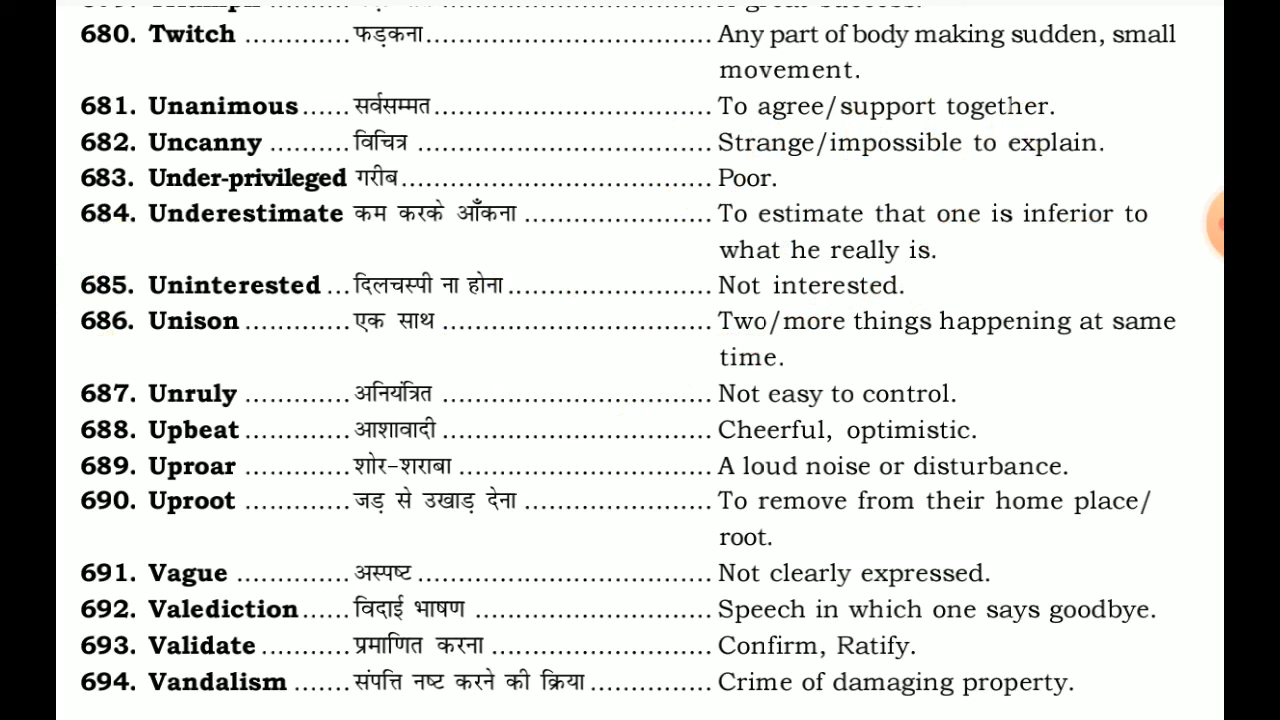 680. Twitch ............. फड़कना................................... Any part of body making sudden, small
movement.
681. Unanimous...... सर्वसम्मत.................................. To agree/support together.
682. Uncanny .......... विचित्र .................................... Strange/impossible to explain.
683. Under-privileged गरीब...................................... Poor.
684. Underestimate कम करके आँकना ....................... To estimate that one is inferior to
what he really is.
685. Uninterested ... दिलचस्पी ना होना ......................... Not interested.
686. Unison ............. एक साथ ................................. Two/more things happening at same
time.
687. Unruly ............. अनियंत्रित ................................. Not easy to control.
688. Upbeat ............. आशावादी ................................. Cheerful, optimistic.
689. Uproar ............. शोर-शराबा ............................... A loud noise or disturbance.
690. Uproot ............. जड़ से उखाड़ देना ....................... To remove from their home place/
root.
691. Vague .............. अस्पष्ट.................................... Not clearly expressed.
692. Valediction...... विदाई भाषण ............................. Speech in which one says goodbye.
693. Validate ........... प्रमाणित करना ........................... Confirm, Ratify.
694. Vandalism ....... संपत्ति नष्ट करने की क्रिया ............... Crime of damaging property.